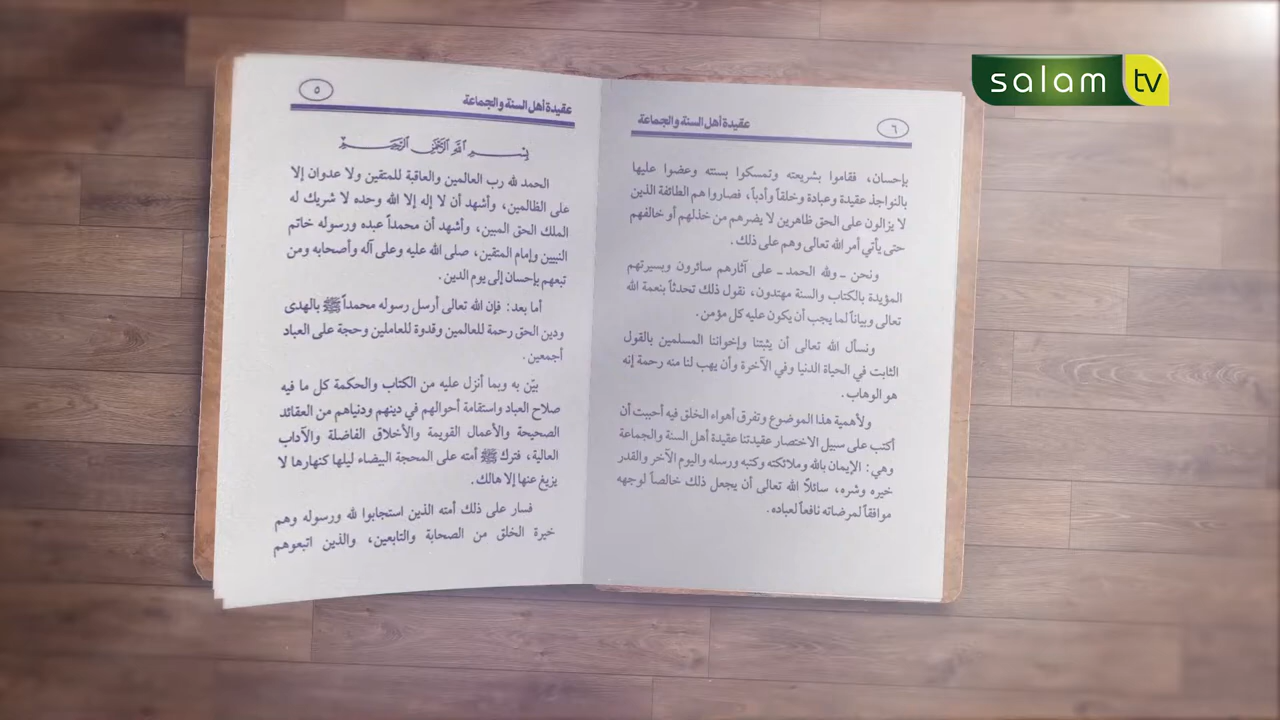 salam tv
٥
عقيدة أهل السنة والجماعة
بسم الله الرحمن الرحيم
الحمد لله رب العالمين والعاقبة للمتقين ولا عدوان إلا
على الظالمين، وأشهد أن لا إله إلا الله وحده لا شريك له
الملك الحق المبين، وأشهد أن محمداً عبده ورسوله خاتم
النبيين وإمام المتقين، صلى الله عليه وعلى آله وأصحابه ومن
تبعهم بإحسان إلى يوم الدين.
أما بعد: فإن الله تعالى أرسل رسوله محمداً ﷺ بالهدى
ودين الحق رحمة للعالمين وقدوة للعاملين وحجة على العباد
أجمعين.
بيّن به وبما أنزل عليه من الكتاب والحكمة كل ما فيه
صلاح العباد واستقامة أحوالهم في دينهم ودنياهم من العقائد
الصحيحة والأعمال القويمة والأخلاق الفاضلة والآداب
العالية، فترك ﷺ أمته على المحجة البيضاء ليلها كنهارها لا
يزيغ عنها إلا هالك.
فسار على ذلك أمته الذين استجابوا لله ورسوله وهم
خيرة الخلق من الصحابة والتابعين، والذين اتبعوهم
٦
عقيدة أهل السنة والجماعة
بإحسان، فقاموا بشريعته وتمسكوا بسنته وعضوا عليها
بالنواجذ عقيدة وعبادة وخلقاً وأدباً، فصاروا هم الطائفة الذين
لا يزالون على الحق ظاهرين لا يضرهم من خذلهم أو خالفهم
حتى يأتي أمر الله تعالى وهم على ذلك.
ونحن ـ ولله الحمد ـ على آثارهم سائرون وبسيرتهم
المؤيدة بالكتاب والسنة مهتدون، نقول ذلك تحدثاً بنعمة الله
تعالى وبياناً لما يجب أن يكون عليه كل مؤمن.
ونسأل الله تعالى أن يثبتنا وإخواننا المسلمين بالقول
الثابت في الحياة الدنيا وفي الآخرة وأن يهب لنا منه رحمة إنه
هو الوهاب.
ولأهمية هذا الموضوع وتفرق أهواء الخلق فيه أحببت أن
أكتب على سبيل الاختصار عقيدتنا عقيدة أهل السنة والجماعة
وهي: الإيمان بالله وملائكته وكتبه ورسله واليوم الآخر والقدر
خيره وشره، سائلاً الله تعالى أن يجعل ذلك خالصاً لوجهه
موافقاً لمرضاته نافعاً لعباده.